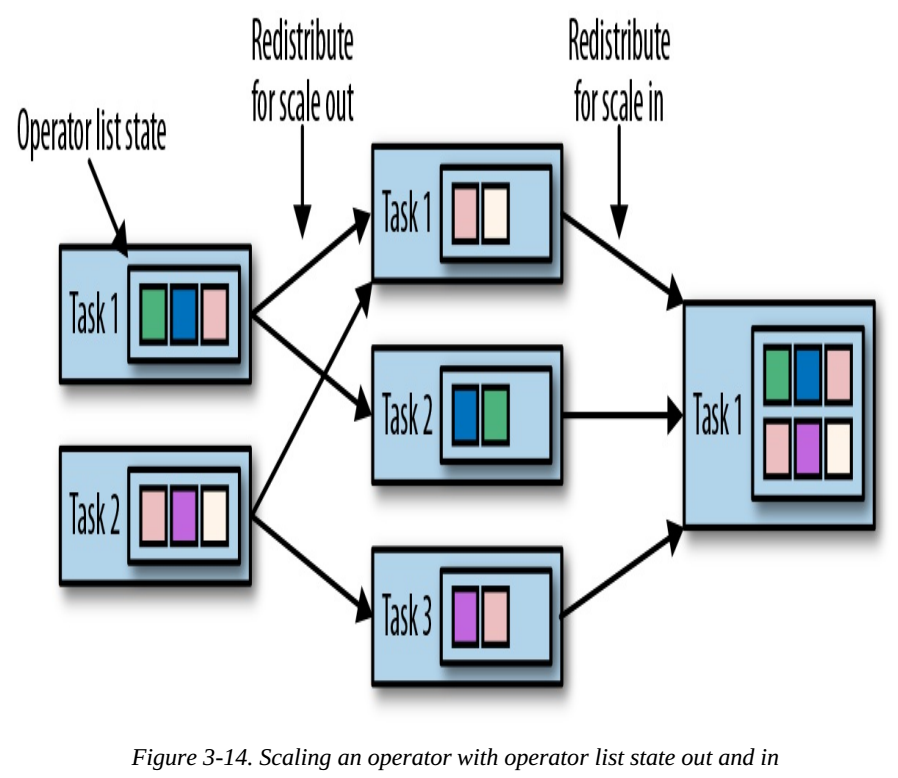 Redistribute
for scale out
Redistribute
for scale in
Operator list state
Task 1
Task 2
Task 1
Task 2
Task 3
Task 1
Figure 3-14. Scaling an operator with operator list state out and in